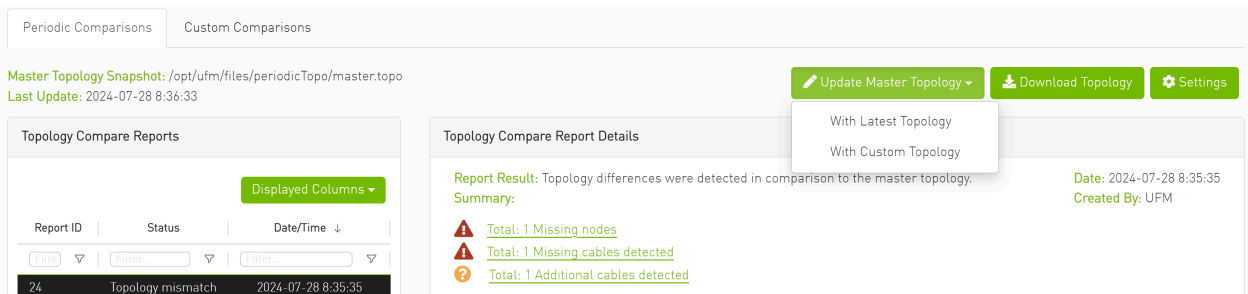 Periodic Comparisons
Custom Comparisons
Master Topology Snapshot: /opt/ufm/files/periodicTopo/master.topo
Last Update: 2024-07-28 8:36:33
Update Master Topology
Download Topology
Settings
With Latest Topology
With Custom Topology
Topology Compare Reports
Displayed Columns
Report ID Status Date/Time ↓
Filte Filter... Filter...
24 Topology mismatch 2024-07-28 8:35:35
Topology Compare Report Details
Report Result: Topology differences were detected in comparison to the master topology.
Date: 2024-07-28 8:35:35
Summary:
Created By: UFM
Total: 1 Missing nodes
Total: 1 Missing cables detected
Total: 1 Additional cables detected